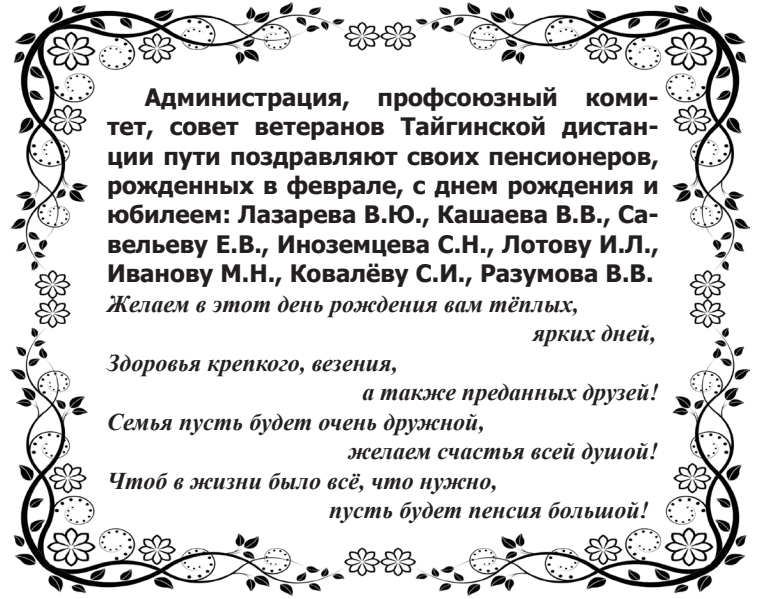 Администрация, профсоюзный коми-
тет, совет ветеранов Тайгинской дистан-
ции пути поздравляют своих пенсионеров,
рожденных в феврале, с днем рождения и
юбилеем: Лазарева В.Ю., Кашаева В.В., Са-
вельеву Е.В., Иноземцева С.Н., Лотову И.Л.,
Иванову М.Н., Ковалёву С.И., Разумова В.В.
Желаем в этот день рождения вам тёплых,
ярких дней,
Здоровья крепкого, везения,
а также преданных друзей!
Семья пусть будет очень дружной,
желаем счастья всей душой!
Чтоб в жизни было всё, что нужно,
пусть будет пенсия большой!